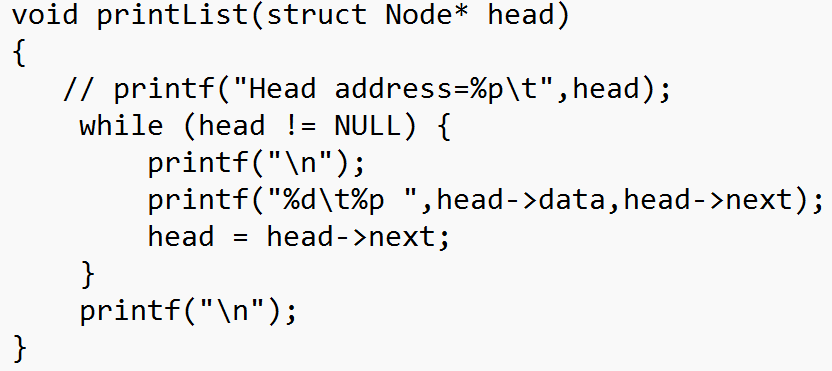 void printList(struct Node* head)
{
   // printf("Head address=%p\t",head);
    while (head != NULL) {
        printf("\n");
        printf("%d\t%p ",head->data,head->next);
        head = head->next;
    }
    printf("\n");
}